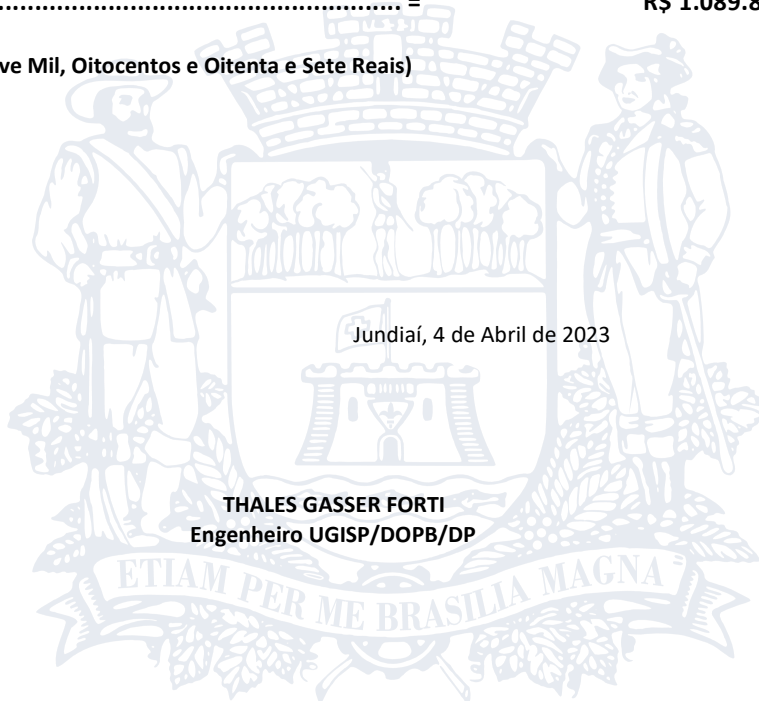 ........................................................... = R$ 1.089.8
ve Mil, Oitocentos e Oitenta e Sete Reais)
Jundiaí, 4 de Abril de 2023
THALES GASSER FORTI
Engenheiro UGISP/DOPB/DP
ETIAM PER ME BRASILIA MAGNA